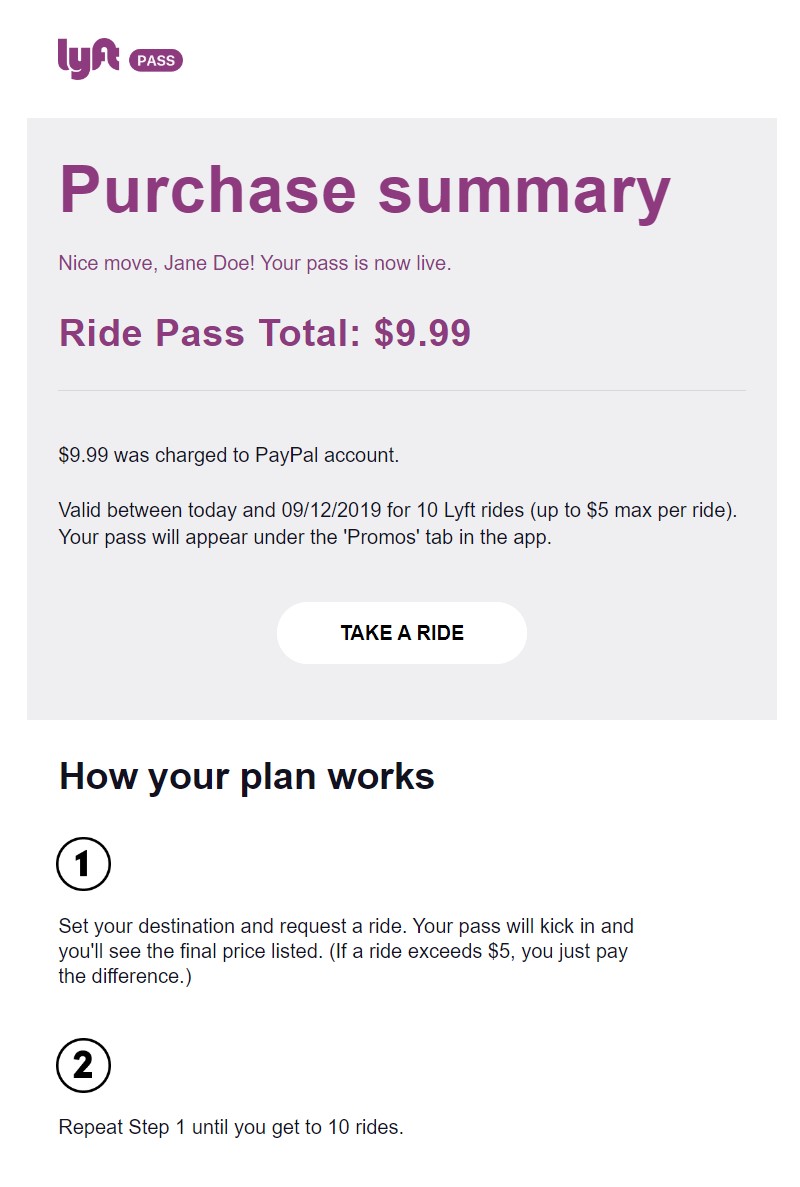 lyft PASS
Purchase summary
Nice move, Jane Doe! Your pass is now live.
Ride Pass Total: $9.99
$9.99 was charged to PayPal account.
Valid between today and 09/12/2019 for 10 Lyft rides (up to $5 max per ride).
Your pass will appear under the 'Promos' tab in the app.
TAKE A RIDE
How your plan works
1
Set your destination and request a ride. Your pass will kick in and
you'll see the final price listed. (If a ride exceeds $5, you just pay
the difference.)
2
Repeat Step 1 until you get to 10 rides.